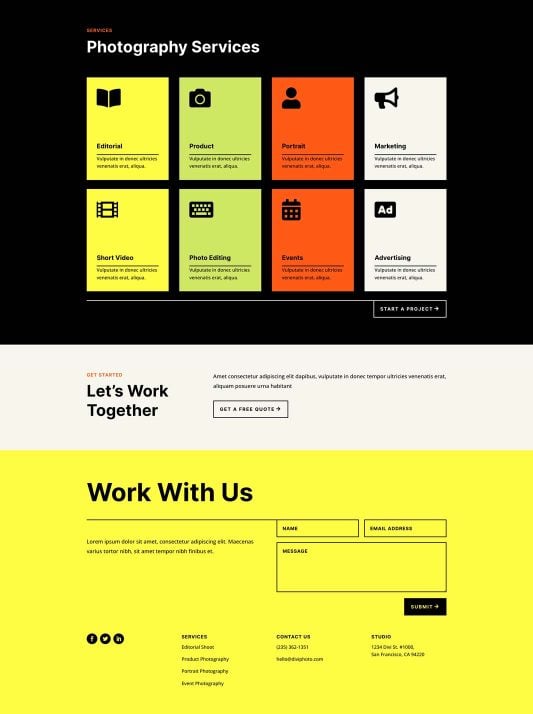 SERVICES
Photography Services
Editorial
Vulputate in donec ultricies
venenatis erat, aliqua.
Product
Vulputate in donec ultricies
venenatis erat, aliqua.
Portrait
Vulputate in donec ultricies
venenatis erat, aliqua.
Marketing
Vulputate in donec ultricies
venenatis erat, aliqua.
Short Video
Vulputate in donec ultricies
venenatis erat, aliqua.
Photo Editing
Vulputate in donec ultricies
venenatis erat, aliqua.
Events
Vulputate in donec ultricies
venenatis erat, aliqua.
Ad
Advertising
Vulputate in donec ultricies
venenatis erat, aliqua.
START A PROJECT →
GET STARTED
Let's Work
Together
Amet consectetur adipiscing elit dapibus, vulputate in donec tempor ultricies venenatis erat,
aliquam posuere urna habitant
GET A FREE QUOTE →
Work With Us
Lorem ipsum dolor sit amet, consectetur adipiscing elit. Maecenas
varius tortor nibh, sit amet tempor nibh finibus et.
NAME
EMAIL ADDRESS
MESSAGE
SUBMIT →
SERVICES
Editorial Shoot
Product Photography
Portrait Photography
Event Photography
CONTACT US
(235) 362-1351
hello@diviphoto.com
STUDIO
1234 Divi St. #1000,
San Francisco, CA 94220